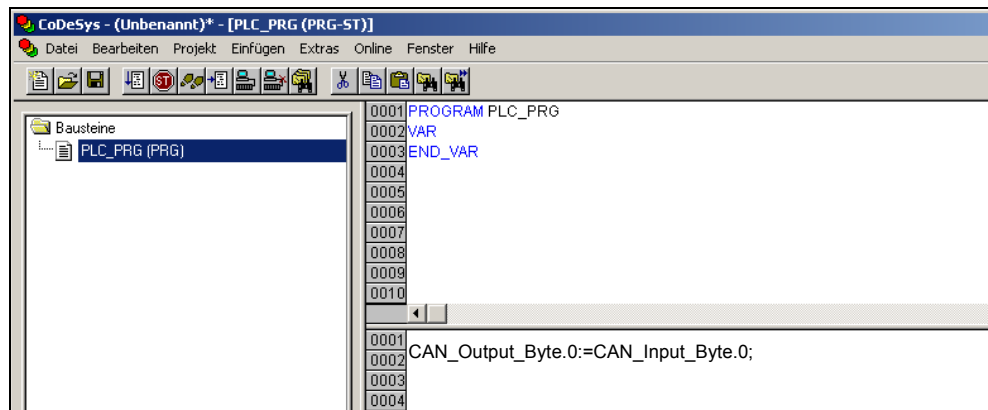 CoDeSys - (Unbenannt)* - [PLC_PRG (PRG-ST)]
Datei Bearbeiten Projekt Einfügen Extras Online Fenster Hilfe
Bausteine
PLC_PRG (PRG)
0001 PROGRAM PLC_PRG
0002 VAR
0003 END_VAR
0004
0005
0006
0007
0008
0009
0010
0001
0002 CAN_Output_Byte.0:=CAN_Input_Byte.0;
0003
0004